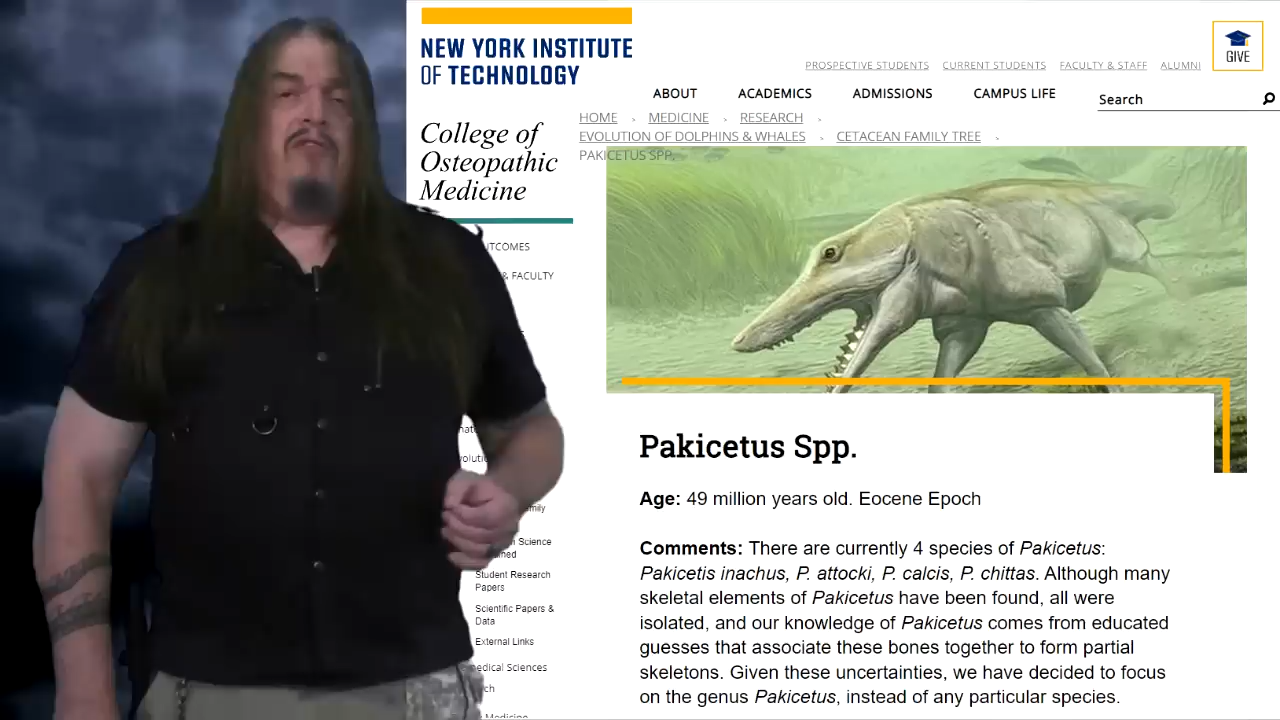 NEW YORK INSTITUTE
OF TECHNOLOGY
GIVE
PROSPECTIVE STUDENTS CURRENT STUDENTS FACULTY & STAFF ALUMNI
ABOUT ACADEMICS ADMISSIONS CAMPUS LIFE
Search
College of
Osteopathic
Medicine
HOME > MEDICINE > RESEARCH >
EVOLUTION OF DOLPHINS & WHALES > CETACEAN FAMILY TREE >
PAKICETUS SPP.
& FACULTY
Student Research
Papers
Scientific Papers &
Data
External Links
Sciences
Medicine
Pakicetus Spp.
Age: 49 million years old. Eocene Epoch
Comments: There are currently 4 species of Pakicetus:
Pakicetis inachus, P. attocki, P. calcis, P. chittas. Although many
skeletal elements of Pakicetus have been found, all were
isolated, and our knowledge of Pakicetus comes from educated
guesses that associate these bones together to form partial
skeletons. Given these uncertainties, we have decided to focus
on the genus Pakicetus, instead of any particular species.